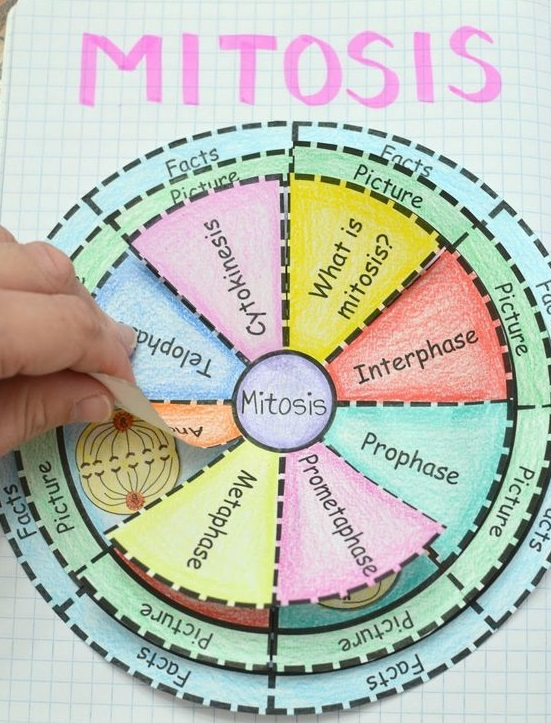 MITOSIS
Facts
Picture
What is
mitosis?
Facts
Picture
Interphase
Picture
Prophase
Facts
Picture
Prometaphase
Facts
Picture
Metaphase
Facts
Picture
Facts
Picture
Cytokinesis
Mitosis